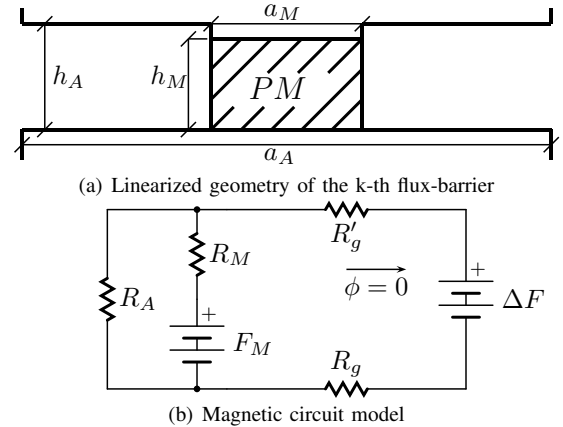 a_M
h_A
h_M
PM
a_A
(a) Linearized geometry of the k-th flux-barrier
R'_g
R_M
+
R_A
ϕ = 0
ΔF
+
F_M
R_g
(b) Magnetic circuit model